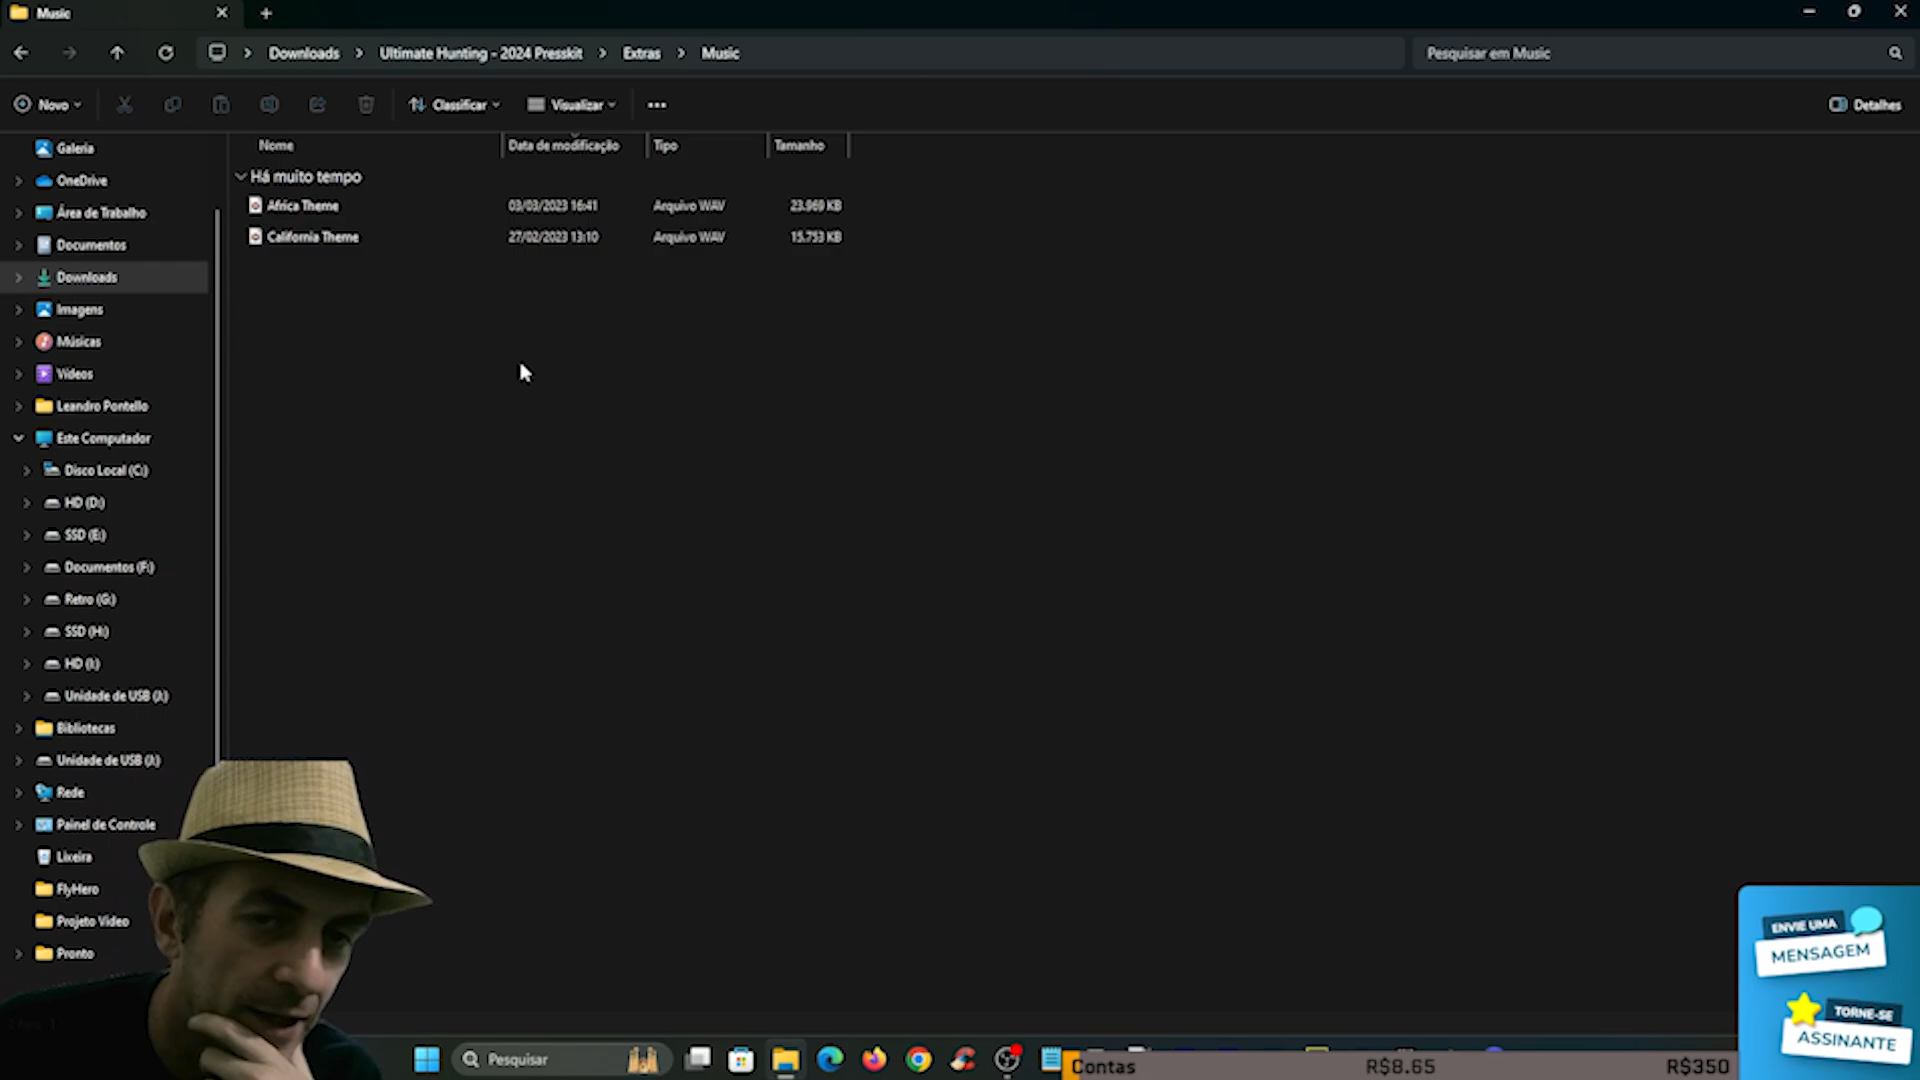 Music
Downloads
Ultimate Hunting - 2024 Presskit
Extras
Music
Pesquisar em Music
Novo
Classificar
Visualizar
Detalhes
Nome Data de modificação Tipo Tamanho
Há muito tempo
Africa Theme 03/03/2023 16:41 Arquivo WAV 23.969 KB
California Theme 27/02/2023 13:10 Arquivo WAV 15.753 KB
Galeria
OneDrive
Área de Trabalho
Documentos
Downloads
Imagens
Músicas
Vídeos
Leandro Pontello
Este Computador
Disco Local (C:)
HD (D:)
SSD (E:)
Documentos (F:)
Retro (G:)
SSD (H:)
HD (I:)
Unidade de USB (J:)
Bibliotecas
Unidade de USB (J:)
Rede
Painel de Controle
Lixeira
FlyHero
Projeto Video
Pronto
ENVIE UMA
MENSAGEM
TORNE-SE
ASSINANTE
Pesquisar
Contas R$8.65 R$350